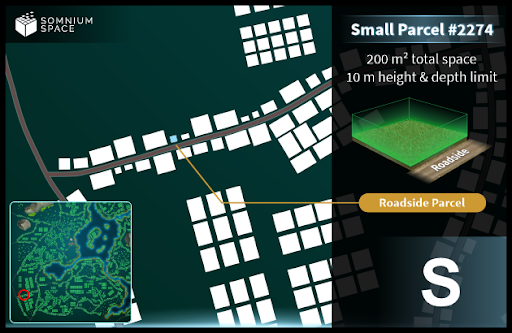 SOMNIUM
SPACE
Small Parcel #2274
200 m² total space
10 m height & depth limit
Roadside
Roadside Parcel
S